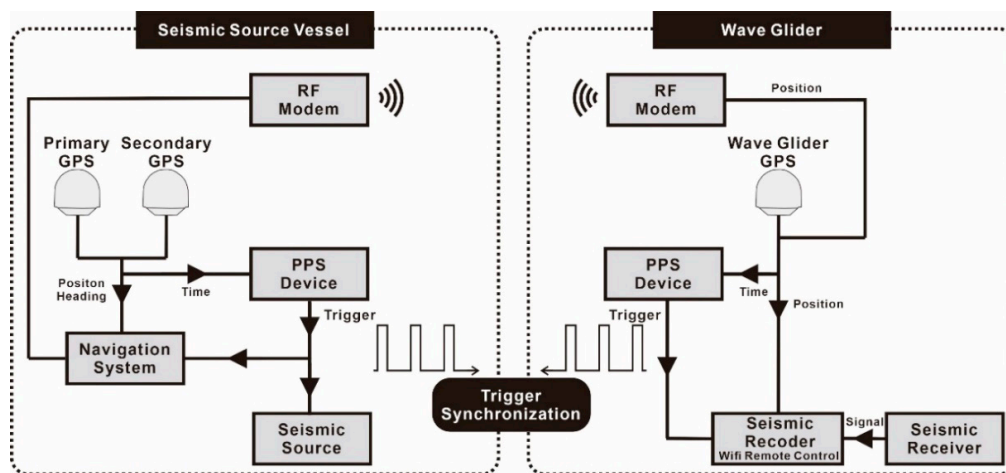 Seismic Source Vessel
RF
Modem
Primary
GPS
Secondary
GPS
Positon
Heading
Time
PPS
Device
Trigger
Navigation
System
Seismic
Source
Trigger
Synchronization
Wave Glider
RF
Modem
Position
Wave Glider
GPS
PPS
Device
Time
Position
Trigger
Seismic
Recoder
Wifi Remote Control
Signal
Seismic
Receiver